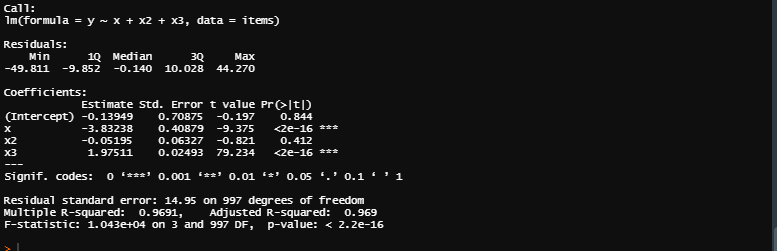 Call:
lm(formula = y ~ x + x2 + x3, data = items)
Residuals:
Min 1Q Median 3Q Max
-49.811 -9.852 -0.140 10.028 44.270
Coefficients:
Estimate Std. Error t value Pr(>|t|)
(Intercept) -0.13949 0.70875 -0.197 0.844
x -3.83238 0.40879 -9.375 <2e-16 ***
x2 -0.05195 0.06327 -0.821 0.412
x3 1.97511 0.02493 79.234 <2e-16 ***
---
Signif. codes: 0 ‘***’ 0.001 ‘**’ 0.01 ‘*’ 0.05 ‘.’ 0.1 ‘ ’ 1
Residual standard error: 14.95 on 997 degrees of freedom
Multiple R-squared: 0.9691, Adjusted R-squared: 0.969
F-statistic: 1.043e+04 on 3 and 997 DF, p-value: < 2.2e-16
>